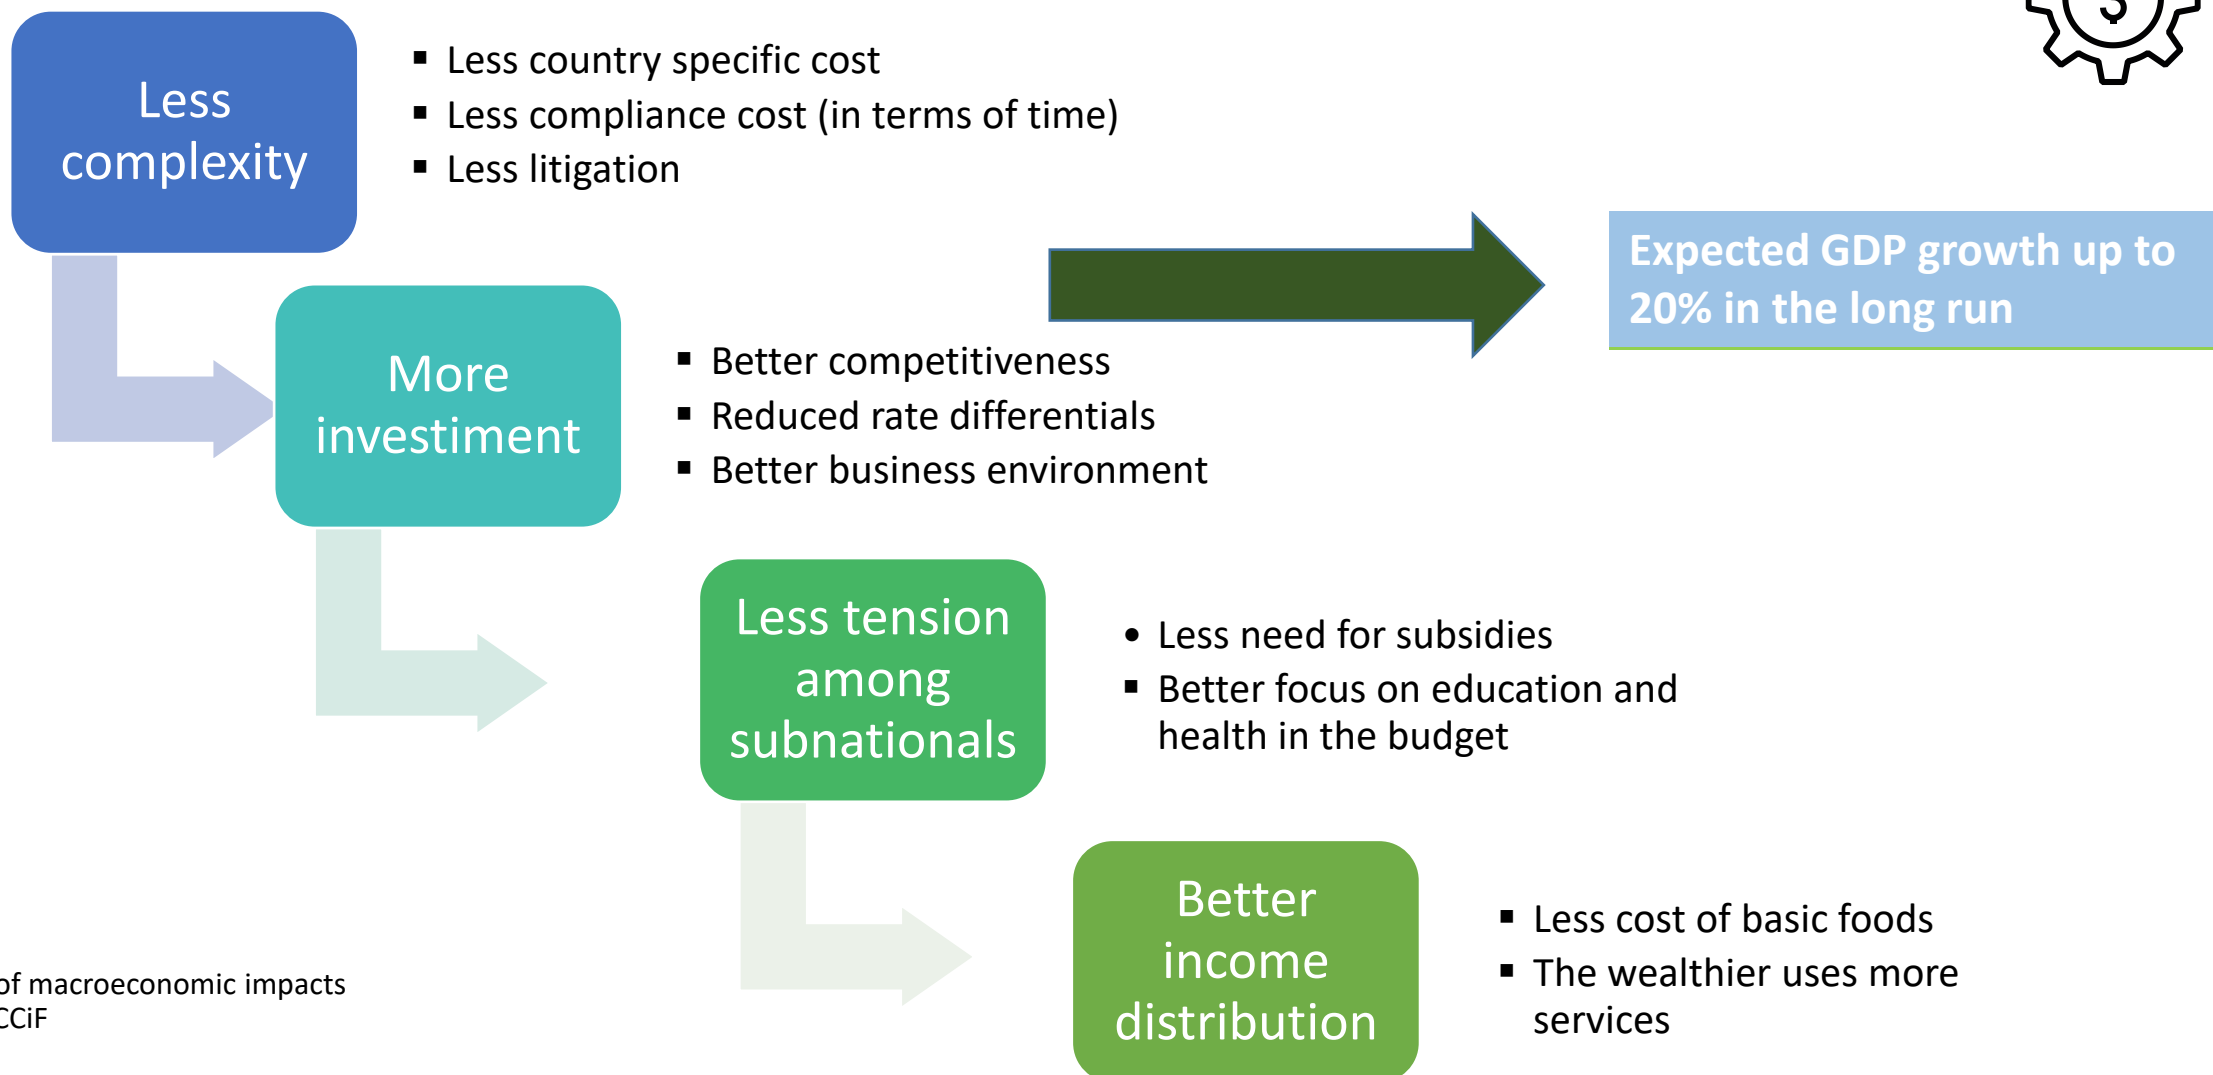 Less
complexity
▪ Less country specific cost
▪ Less compliance cost (in terms of time)
▪ Less litigation
Expected GDP growth up to
20% in the long run
More
investiment
▪ Better competitiveness
▪ Reduced rate differentials
▪ Better business environment
Less tension
among
subnationals
• Less need for subsidies
▪ Better focus on education and
health in the budget
Better
income
distribution
▪ Less cost of basic foods
▪ The wealthier uses more
services
of macroeconomic impacts
CCiF